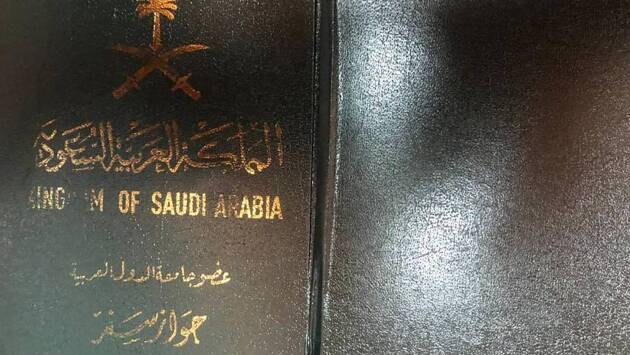 المملكة العربية السعودية
KINGDOM OF SAUDI ARABIA
عضو جامعة الدول العربية
جواز سفر